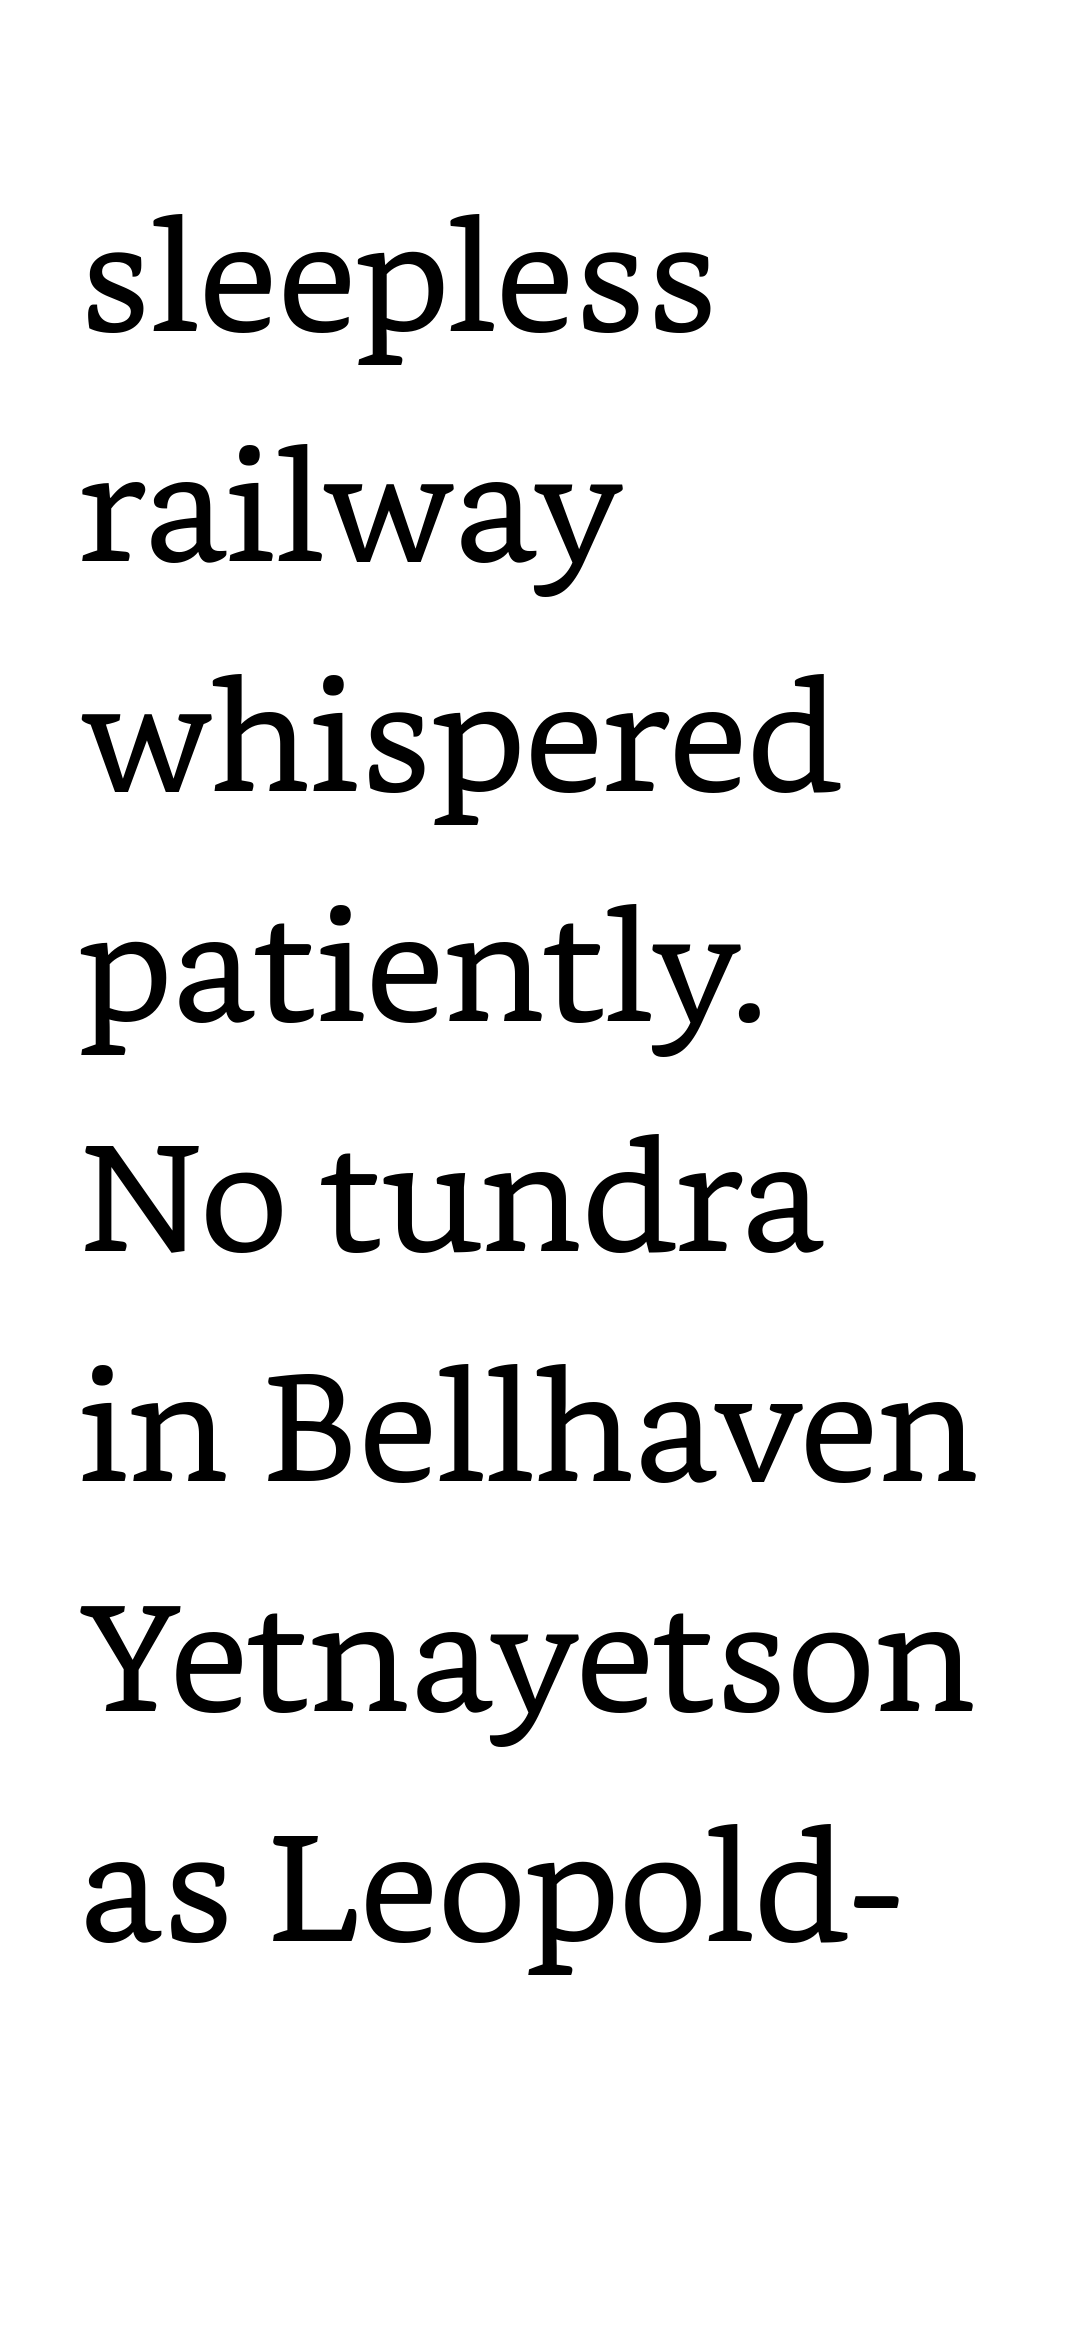 sleepless
railway
whispered
patiently.
No tundra
in Bellhaven
Yetnayetson
as Leopold-